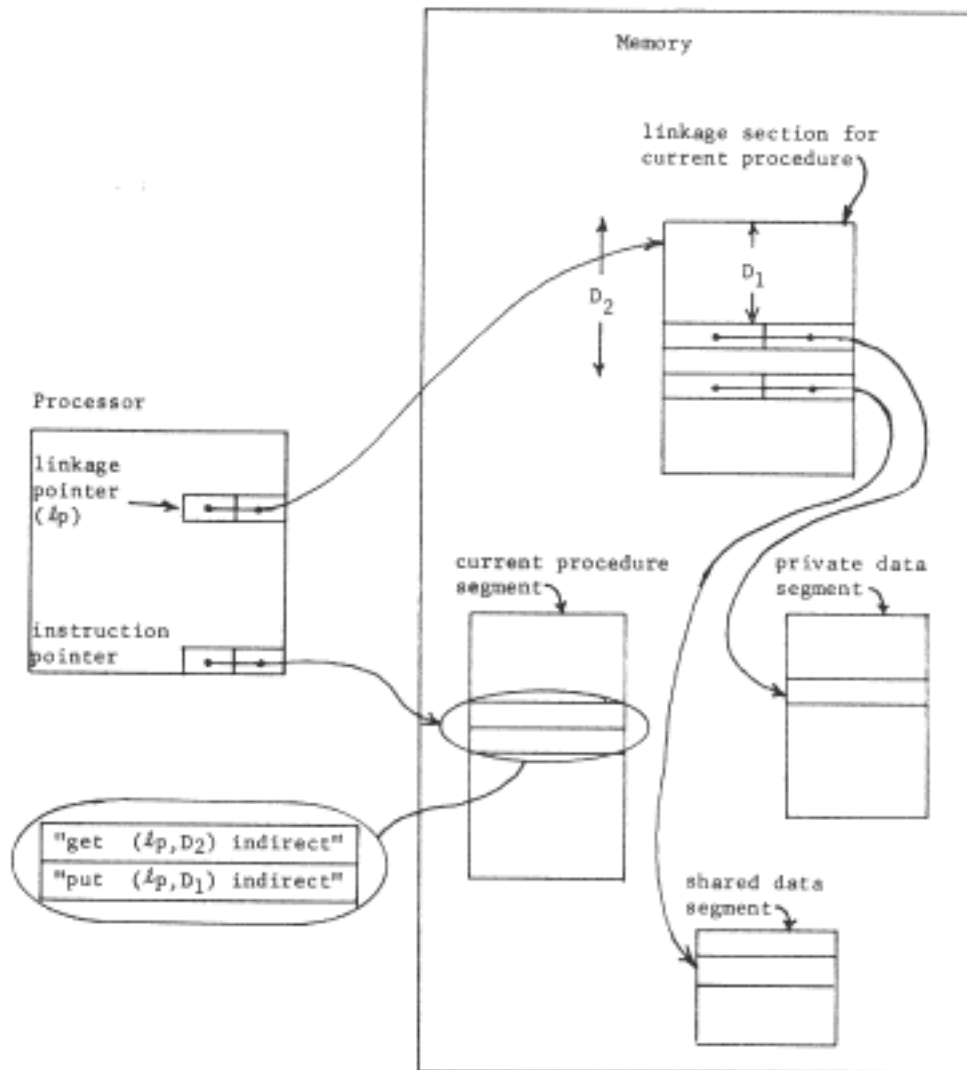 Memory
linkage section for
current procedure
D1
D2
Processor
linkage
pointer
(ℓp)
current procedure
segment
private data
segment
instruction
pointer
"get (ℓp,D2) indirect"
"put (ℓp,D1) indirect"
shared data
segment